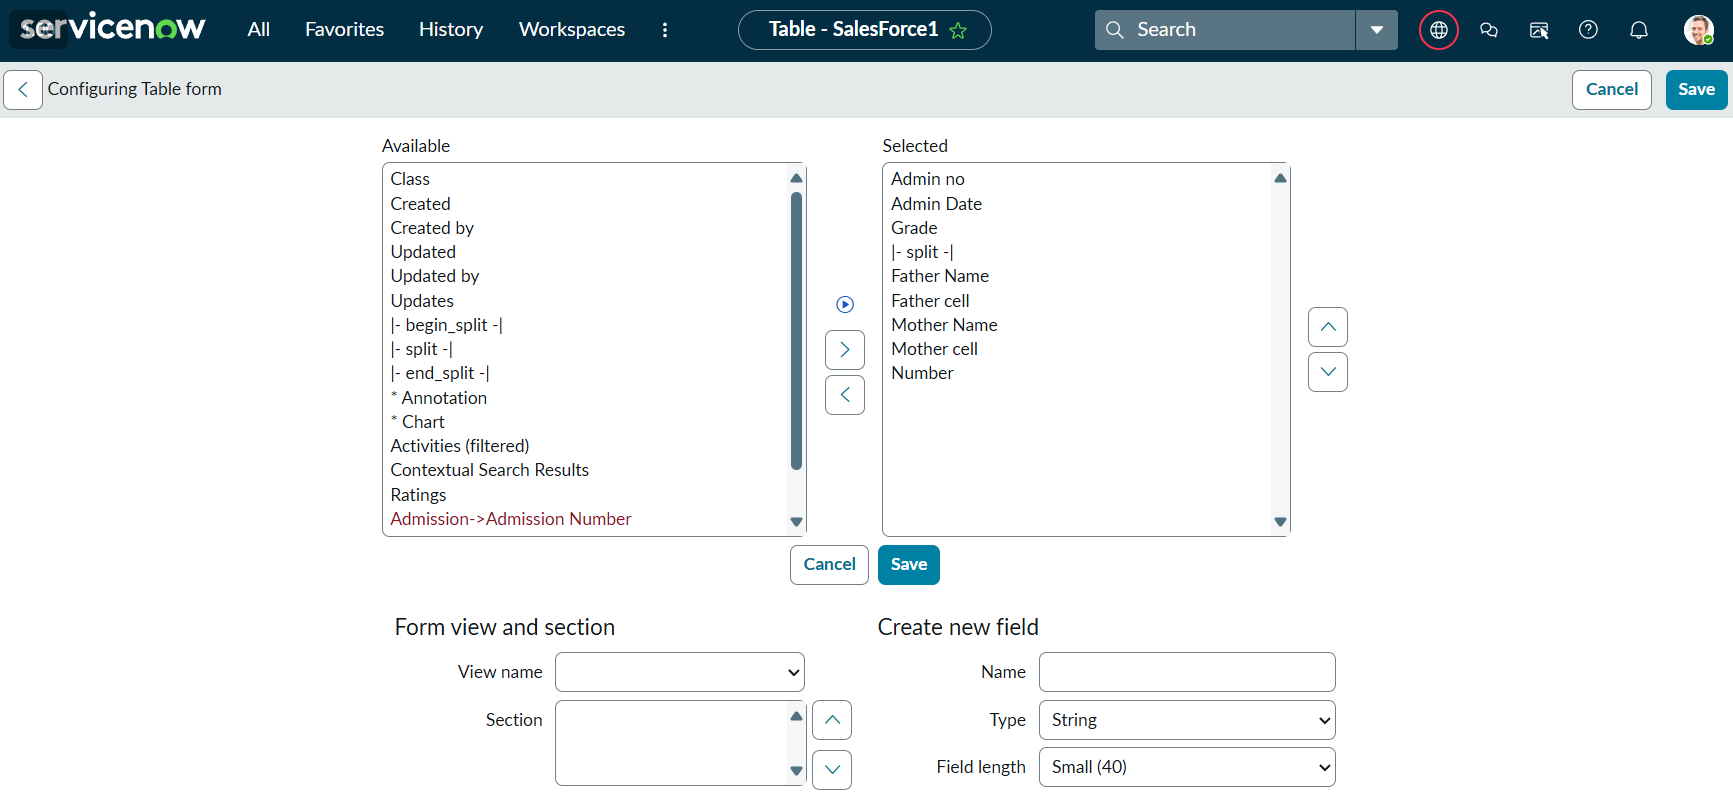 servicenow
All
Favorites
History
Workspaces
Table - SalesForce1
Search
Configuring Table form
Cancel
Save
Available
Class
Created
Created by
Updated
Updated by
Updates
|- begin_split -|
|- split -|
|- end_split -|
* Annotation
* Chart
Activities (filtered)
Contextual Search Results
Ratings
Admission->Admission Number
Selected
Admin no
Admin Date
Grade
|- split -|
Father Name
Father cell
Mother Name
Mother cell
Number
Cancel
Save
Form view and section
View name
Section
Create new field
Name
Type
String
Field length
Small (40)